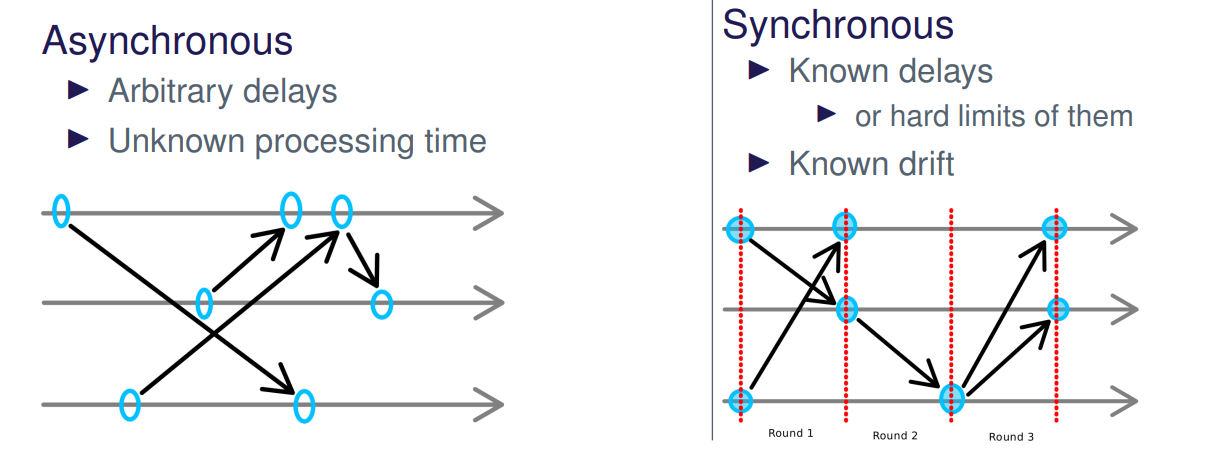 Asynchronous
Arbitrary delays
Unknown processing time
Synchronous
Known delays
or hard limits of them
Known drift
Round 1
Round 2
Round 3